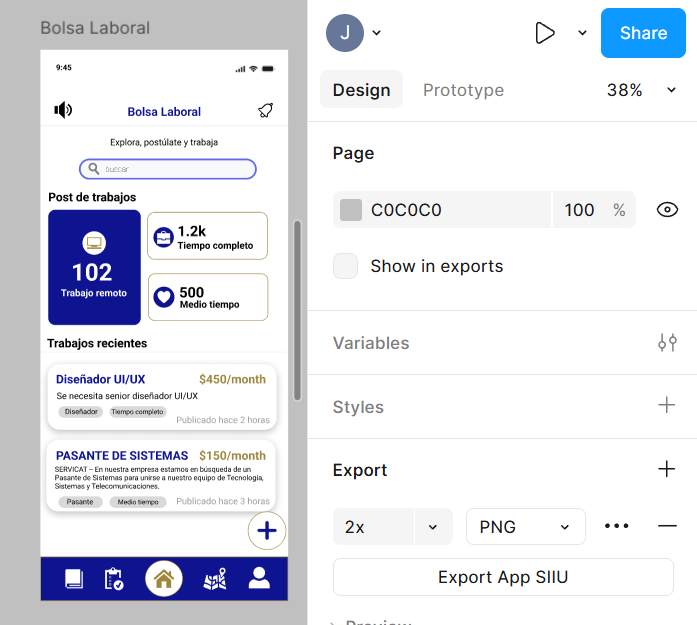 Bolsa Laboral
9:45
Bolsa Laboral
Explora, postúlate y trabaja
buscar
Post de trabajos
102
Trabajo remoto
1.2k
Tiempo completo
500
Medio tiempo
Trabajos recientes
Diseñador UI/UX $450/month
Se necesita senior diseñador UI/UX
Diseñador Tiempo completo
Publicado hace 2 horas
PASANTE DE SISTEMAS $150/month
SERVICAT – En nuestra empresa estamos en búsqueda de un
Pasante de Sistemas para unirse a nuestro equipo de Tecnología,
Sistemas y Telecomunicaciones.
Pasante Medio tiempo
Publicado hace 3 horas
J
Share
Design Prototype 38%
Page
C0C0C0 100 %
Show in exports
Variables
Styles
Export
2x PNG
Export App SIIU
Preview